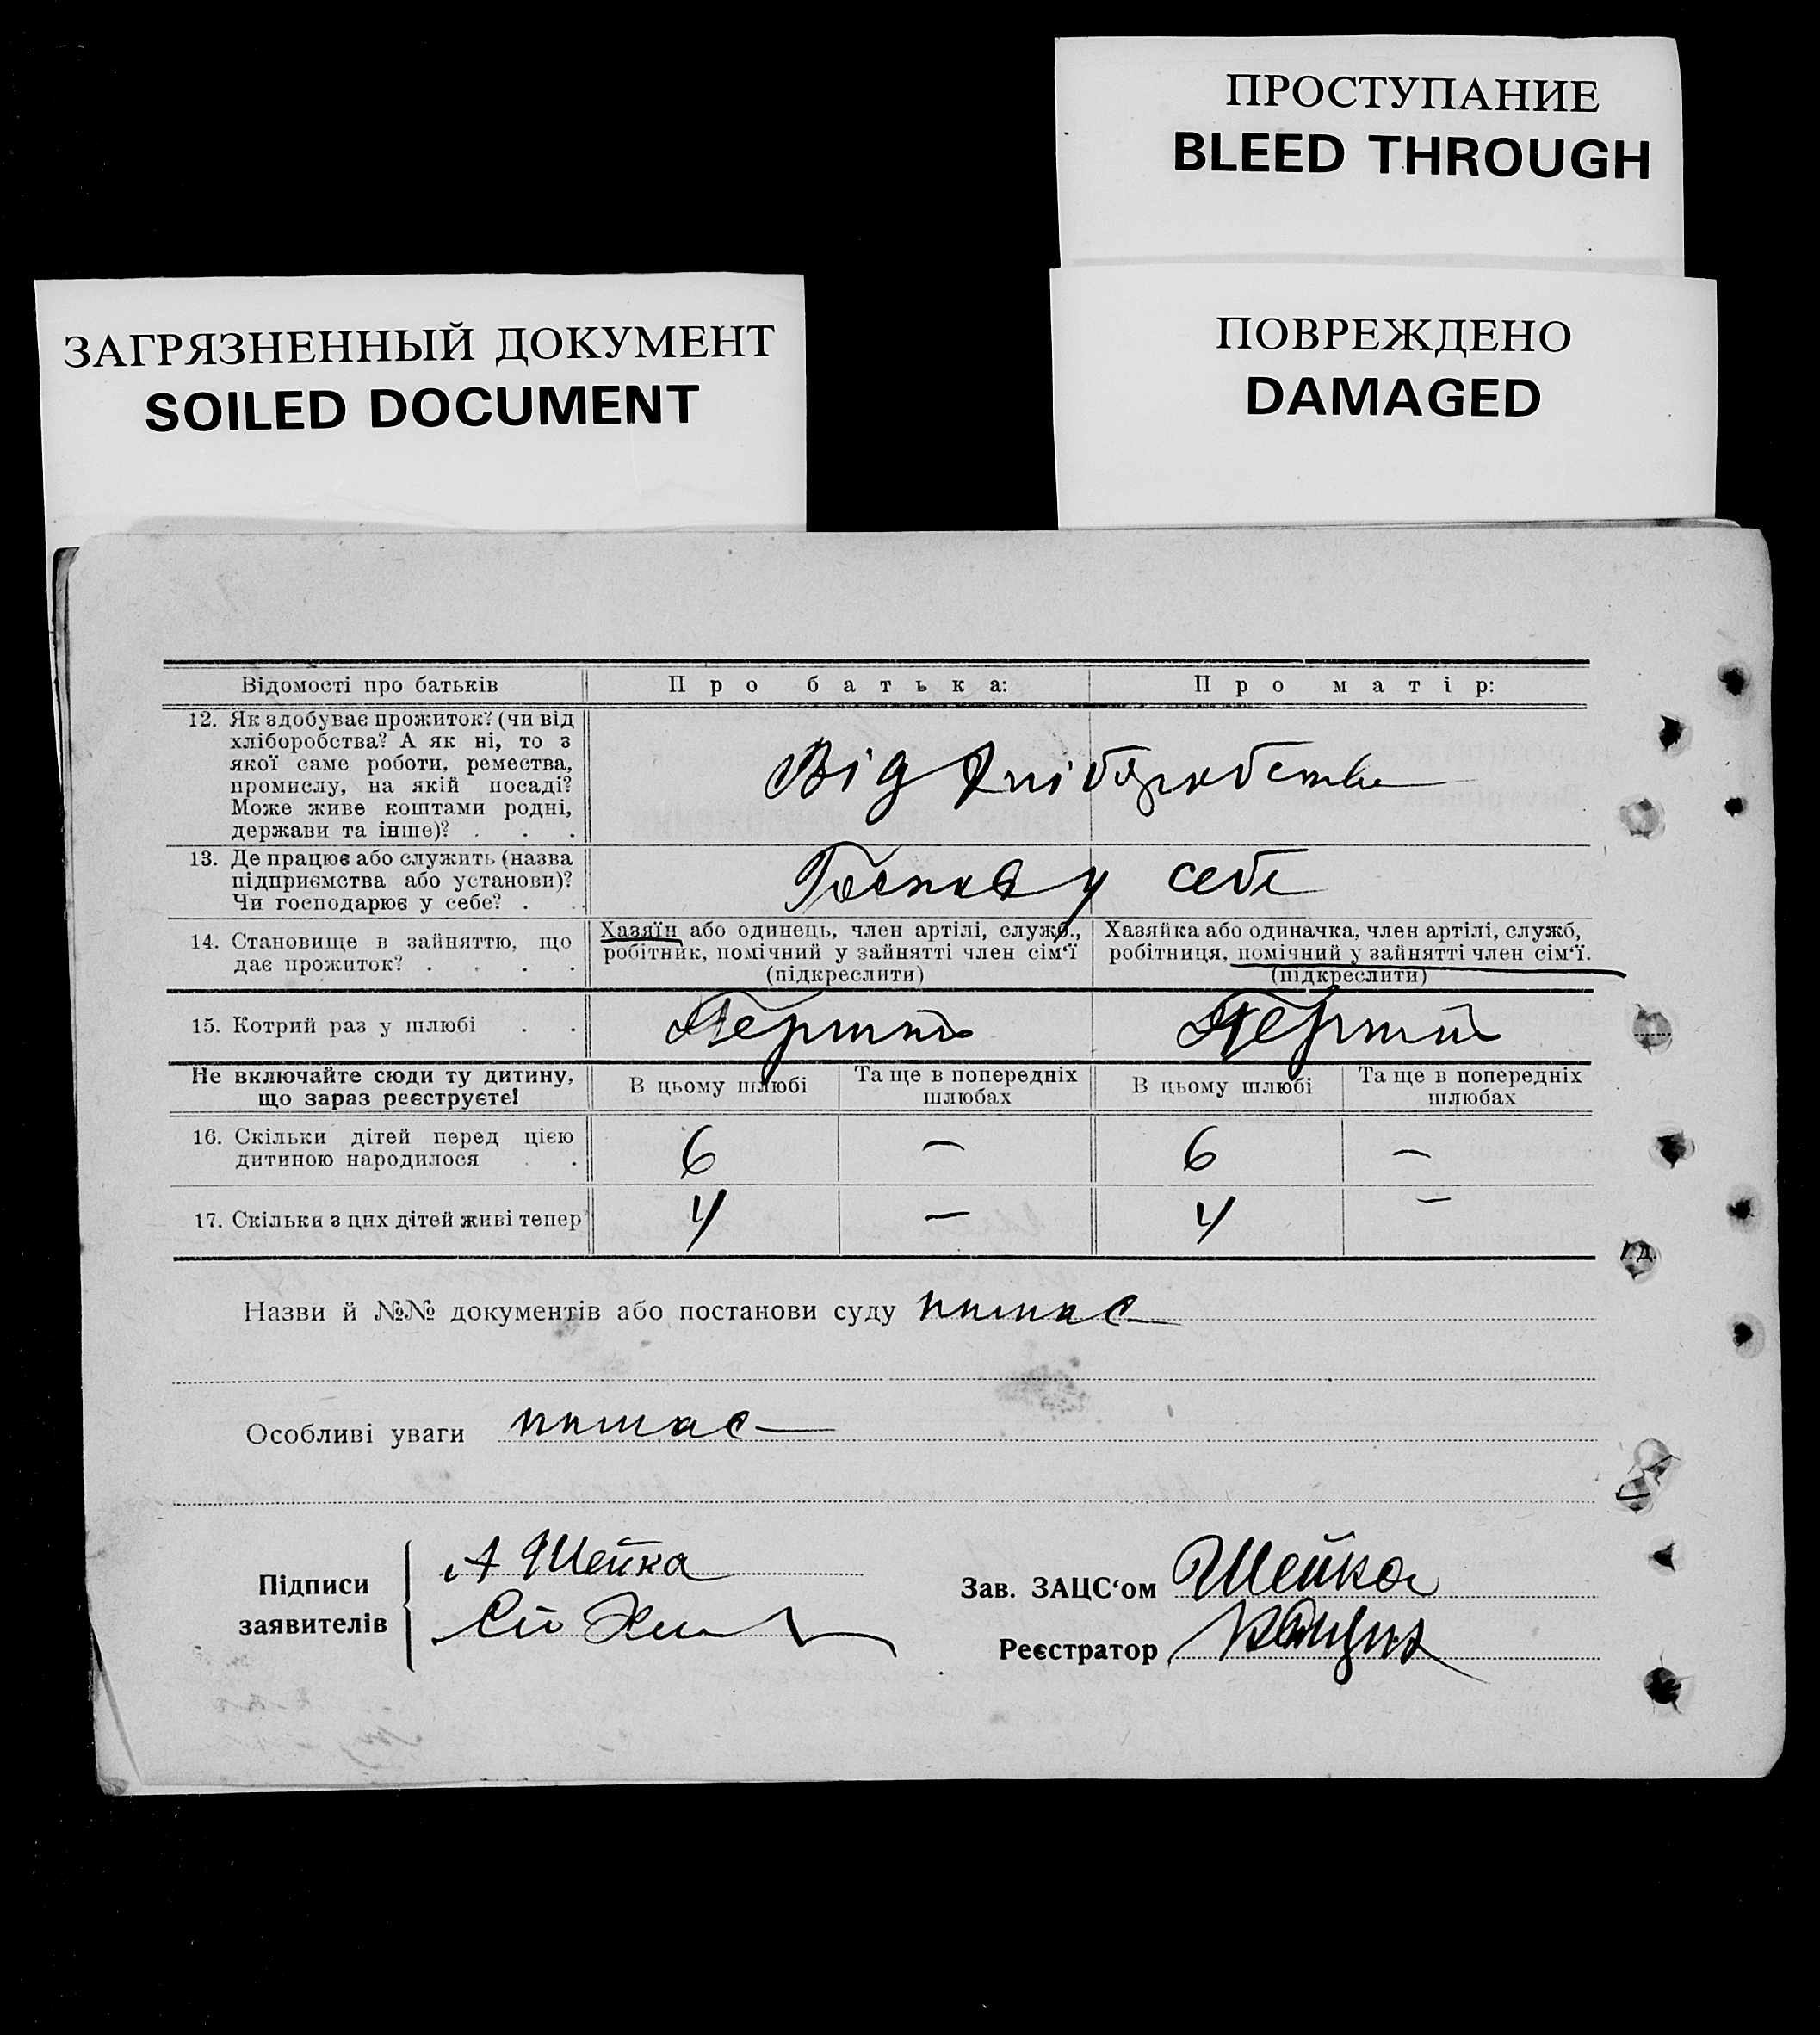 ПРОСТУПАНИЕ
BLEED THROUGH
ПОВРЕЖДЕНО
DAMAGED
ЗАГРЯЗНЕННЫЙ ДОКУМЕНТ
SOILED DOCUMENT
Відомості про батьків
Про батька:
Про матір:
12. Як здобуває прожиток? (чи від
хліборобства? А як ні, то з
якої саме роботи, ремества,
промислу, на якій посаді?
Може живе коштами родні,
держави та інше)? . . .
Від Хліборобства
13. Де працює або служить (назва
підприємства або установи)?
Чи господарює у себе? . .
у себе
14. Становище в зайняттю, що
дає прожиток? . . . .
Хазяїн або одинець, член артілі, служб.,
робітник, помічний у зайнятті член сім'ї
(підкреслити)
Хазяйка або одиначка, член артілі, служб,
робітниця, помічний у зайнятті член сім'ї.
(підкреслити)
15. Котрий раз у шлюбі . .
Перший
Перший
Не включайте сюди ту дитину,
що зараз реєструєте!
В цьому шлюбі
Та ще в попередніх
шлюбах
В цьому шлюбі
Та ще в попередніх
шлюбах
16. Скільки дітей перед цією
дитиною народилося . .
6 — 6 —
17. Скільки з цих дітей живі тепер
4 — 4 —
Назви й №№ документів або постанови суду немає
Особливі уваги немає
Підписи
заявителів
А Шейка
Зав. ЗАЦС'ом Шейка
Реєстратор